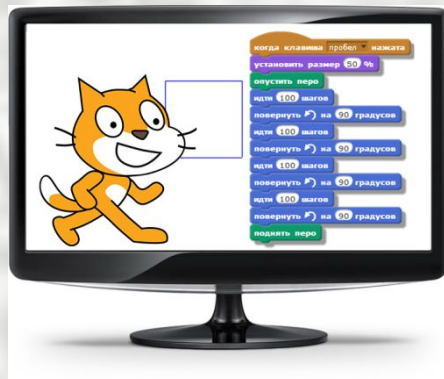 когда клавиша пробел нажата
установить размер 50 %
опустить перо
идти 100 шагов
повернуть на 90 градусов
идти 100 шагов
повернуть на 90 градусов
идти 100 шагов
повернуть на 90 градусов
идти 100 шагов
повернуть на 90 градусов
поднять перо